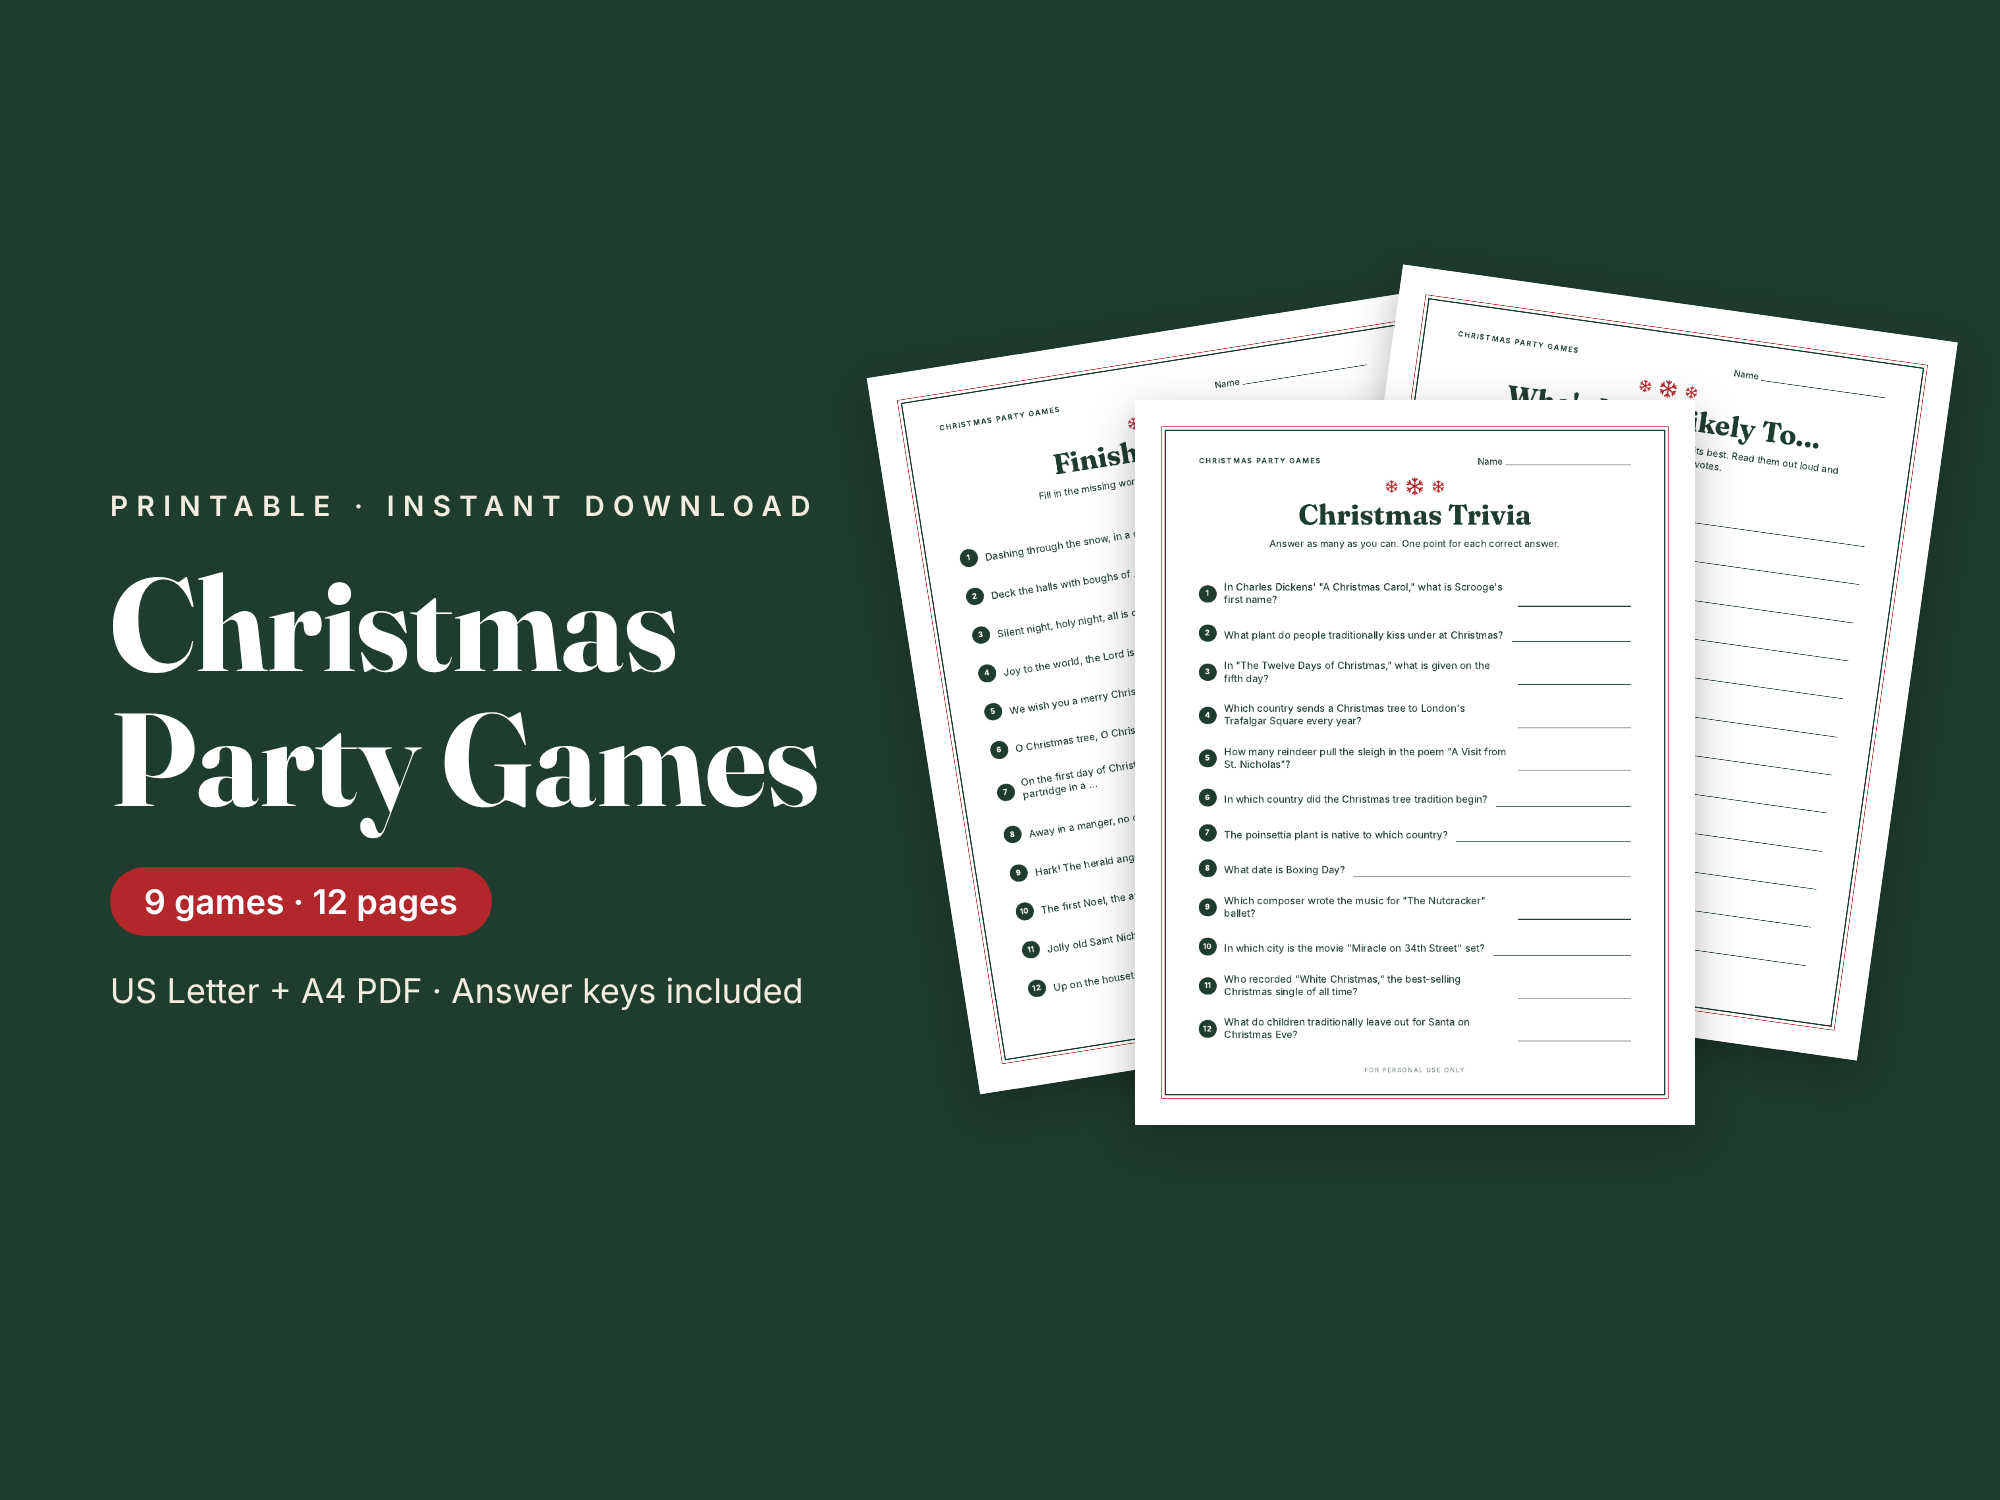 PRINTABLE · INSTANT DOWNLOAD
Christmas
Party Games
9 games · 12 pages
US Letter + A4 PDF · Answer keys included
CHRISTMAS PARTY GAMES
Name
Finish
Fill in the missing
1 Dashing through the snow, in a
2 Deck the halls with boughs of
3 Silent night, holy night, all is
4 Joy to the world, the Lord is
5 We wish you a merry
6 O Christmas tree, O
7 On the first day of
partridge in a ...
8 Away in a manger, no
9 Hark! The herald
10 The first Noel, the
11 Jolly old Saint
12 Up on the
CHRISTMAS PARTY GAMES
Name
To...
best. Read them out loud and
votes.
CHRISTMAS PARTY GAMES
Name
Christmas Trivia
Answer as many as you can. One point for each correct answer.
1 In Charles Dickens' "A Christmas Carol," what is Scrooge's
first name?
2 What plant do people traditionally kiss under at Christmas?
3 In "The Twelve Days of Christmas," what is given on the
fifth day?
4 Which country sends a Christmas tree to London's
Trafalgar Square every year?
5 How many reindeer pull the sleigh in the poem "A Visit from
St. Nicholas"?
6 In which country did the Christmas tree tradition begin?
7 The poinsettia plant is native to which country?
8 What date is Boxing Day?
9 Which composer wrote the music for "The Nutcracker"
ballet?
10 In which city is the movie "Miracle on 34th Street" set?
11 Who recorded "White Christmas," the best-selling
Christmas single of all time?
12 What do children traditionally leave out for Santa on
Christmas Eve?
FOR PERSONAL USE ONLY